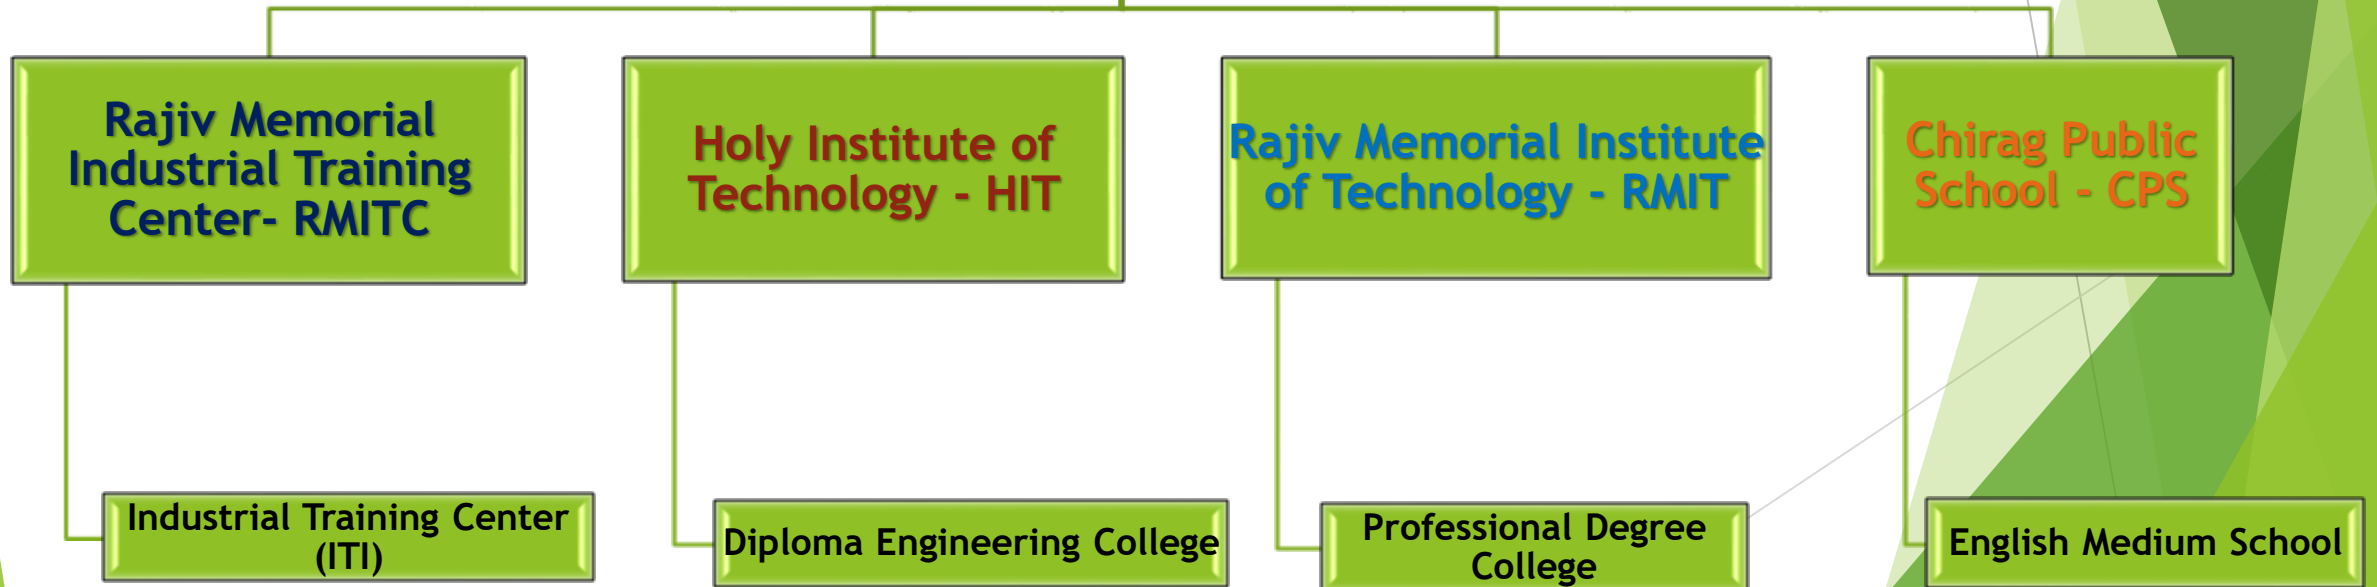 Rajiv Memorial
Industrial Training
Center- RMITC
Holy Institute of
Technology - HIT
Rajiv Memorial Institute
of Technology - RMIT
Chirag Public
School - CPS
Industrial Training Center
(ITI)
Diploma Engineering College
Professional Degree
College
English Medium School